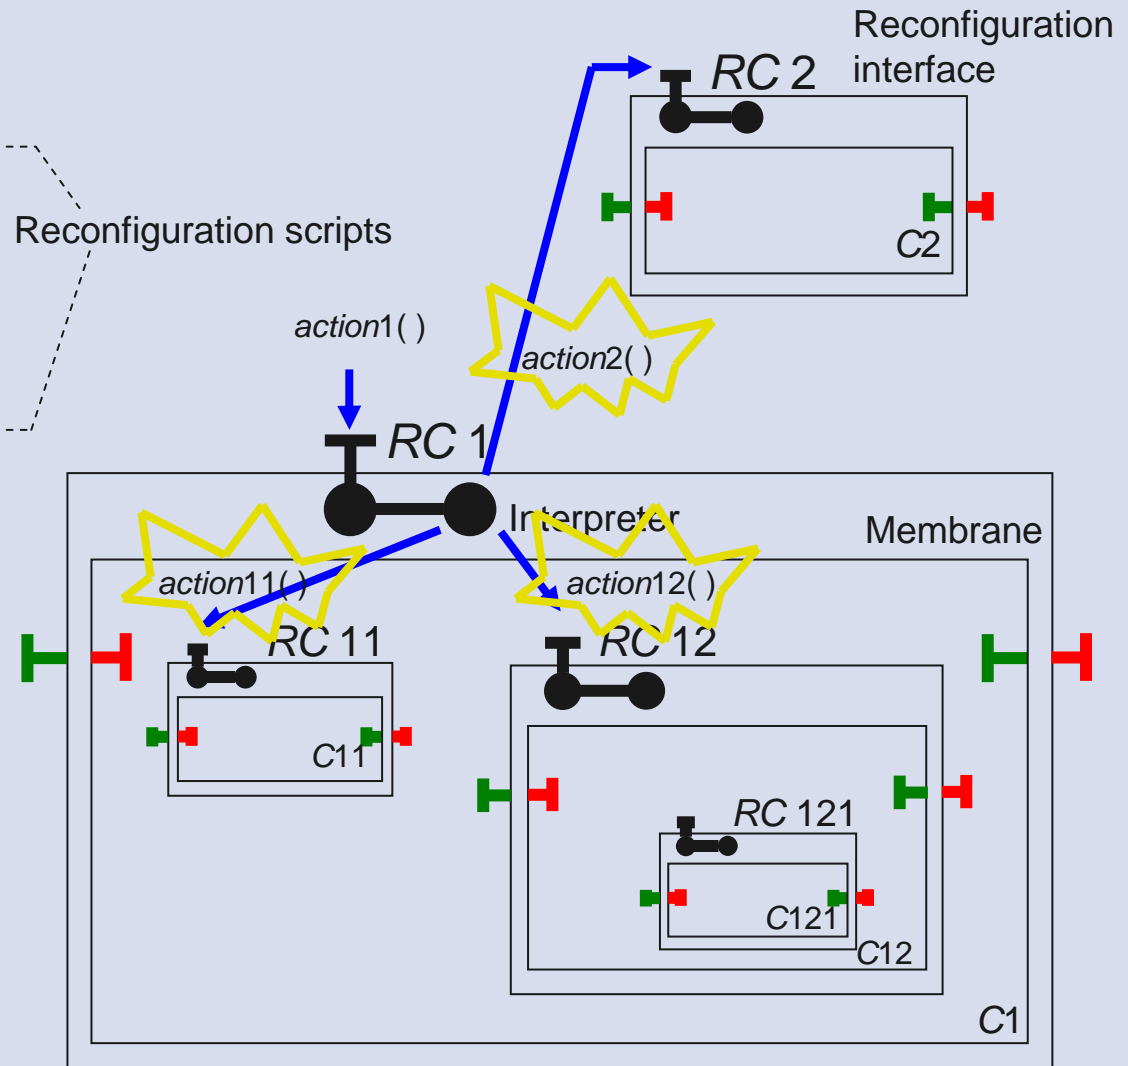 Reconfiguration
interface
RC 2
C2
Reconfiguration scripts
action1( )
action2( )
RC 1
Interpreter
Membrane
action11( )
action12( )
RC 11
RC 12
C11
RC 121
C121
C12
C1